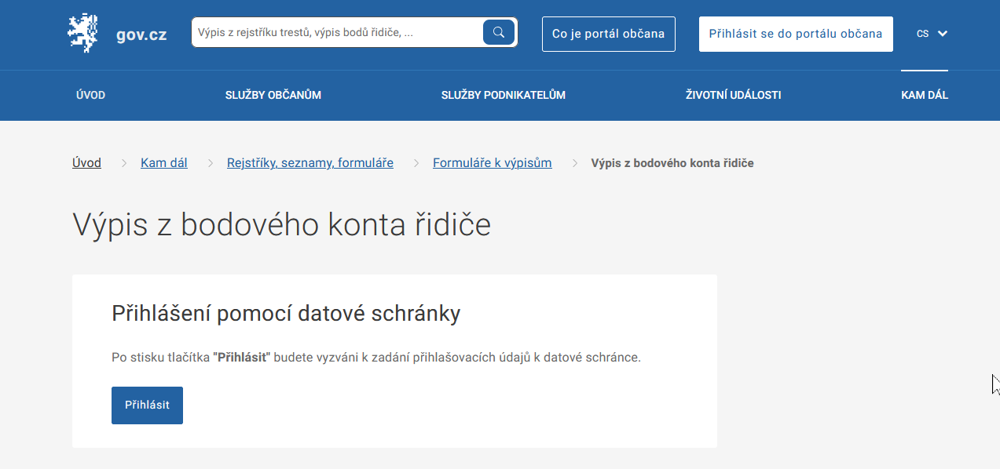 gov.cz
Výpis z rejstříku trestů, výpis bodů řidiče, ...
Co je portál občana
Přihlásit se do portálu občana
CS
ÚVOD
SLUŽBY OBČANŮM
SLUŽBY PODNIKATELŮM
ŽIVOTNÍ UDÁLOSTI
KAM DÁL
Úvod
Kam dál
Rejstříky, seznamy, formuláře
Formuláře k výpisům
Výpis z bodového konta řidiče
Výpis z bodového konta řidiče
Přihlášení pomocí datové schránky
Po stisku tlačítka "Přihlásit" budete vyzváni k zadání přihlašovacích údajů k datové schránce.
Přihlásit